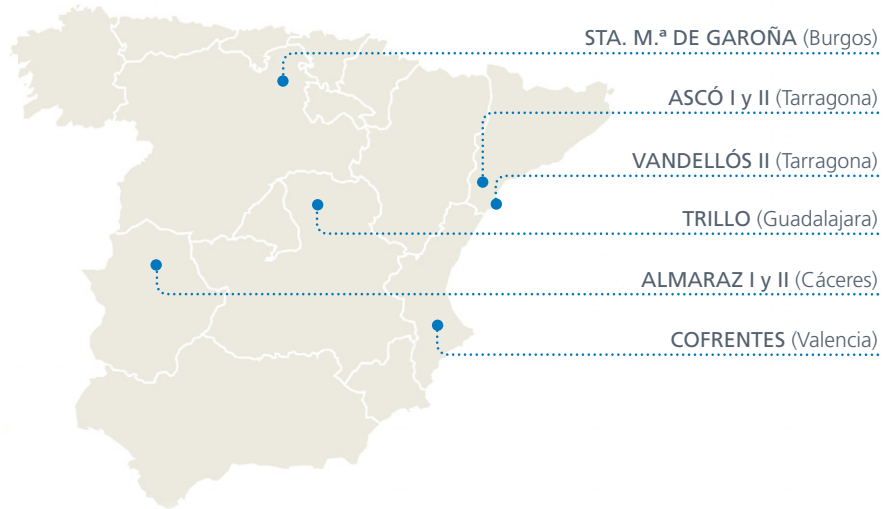 STA. M.ª DE GAROÑA (Burgos)
ASCÓ I y II (Tarragona)
VANDELLÓS II (Tarragona)
TRILLO (Guadalajara)
ALMARAZ I y II (Cáceres)
COFRENTES (Valencia)